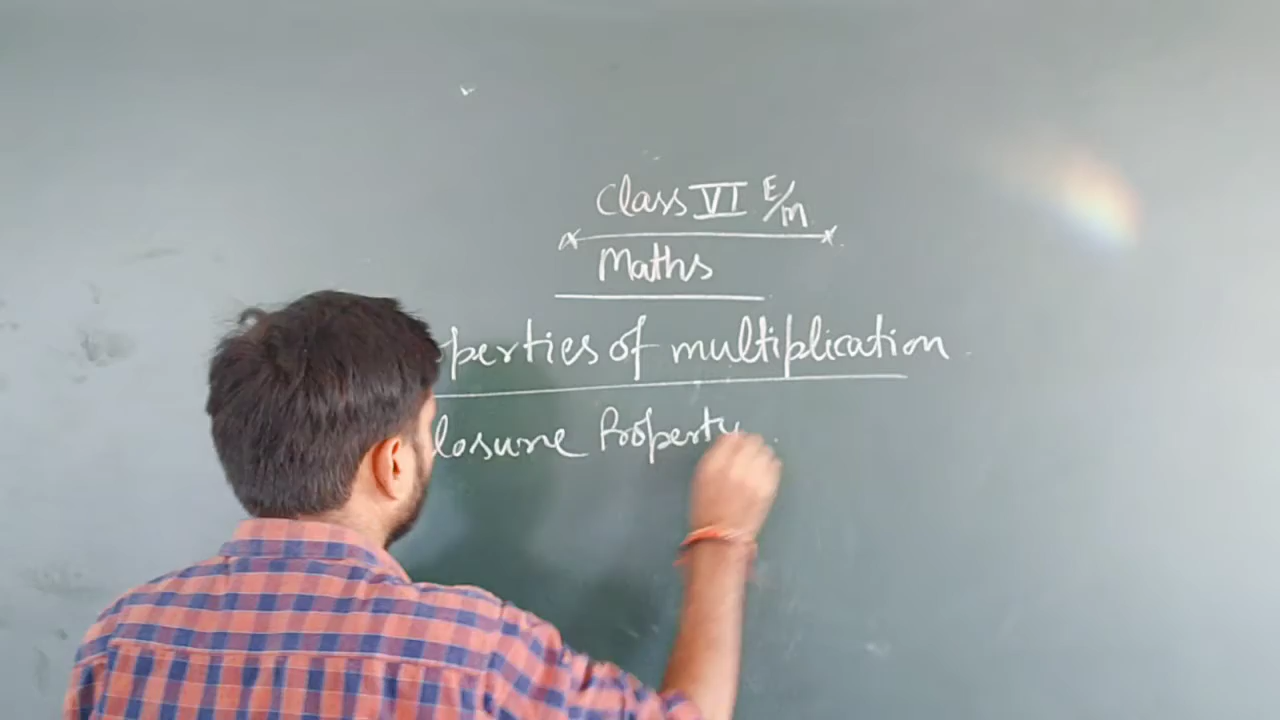 Class VI E/M
Maths
perties of multiplication
losure Property